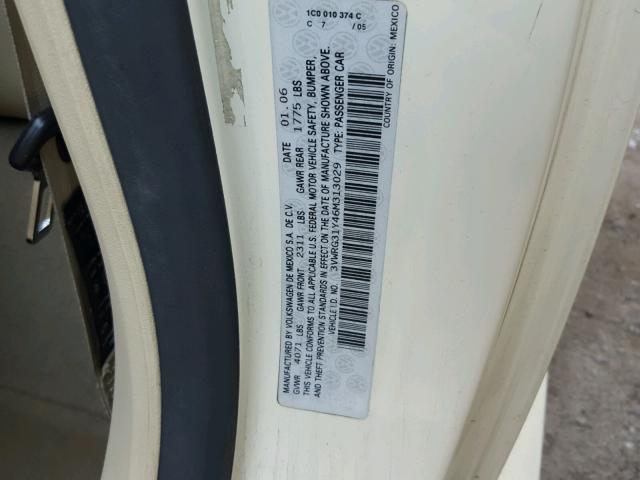 1C0 010 374 C
C 7 /05
MANUFACTURED BY VOLKSWAGEN DE MEXICO S.A. DE C.V. DATE 01.06
GVWR 4071 LBS GAWR FRONT 2311 LBS GAWR REAR 1775 LBS
THIS VEHICLE CONFORMS TO ALL APPLICABLE U.S. FEDERAL MOTOR VEHICLE SAFETY, BUMPER,
AND THEFT PREVENTION STANDARDS IN EFFECT ON THE DATE OF MANUFACTURE SHOWN ABOVE.
VEHICLE I.D. NO. 3VWRG31Y46M313029 TYPE: PASSENGER CAR
COUNTRY OF ORIGIN: MEXICO